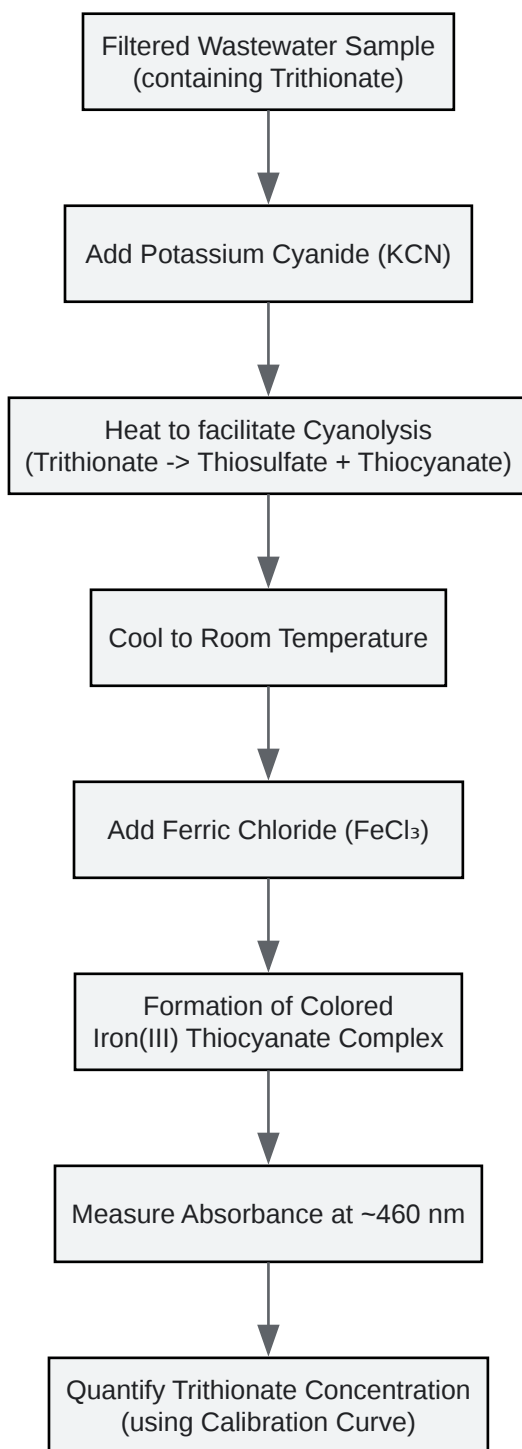 Filtered Wastewater Sample
(containing Trithionate)
Add Potassium Cyanide (KCN)
Heat to facilitate Cyanolysis
(Trithionate -> Thiosulfate + Thiocyanate)
Cool to Room Temperature
Add Ferric Chloride (FeCl₃)
Formation of Colored
Iron(III) Thiocyanate Complex
Measure Absorbance at ~460 nm
Quantify Trithionate Concentration
(using Calibration Curve)